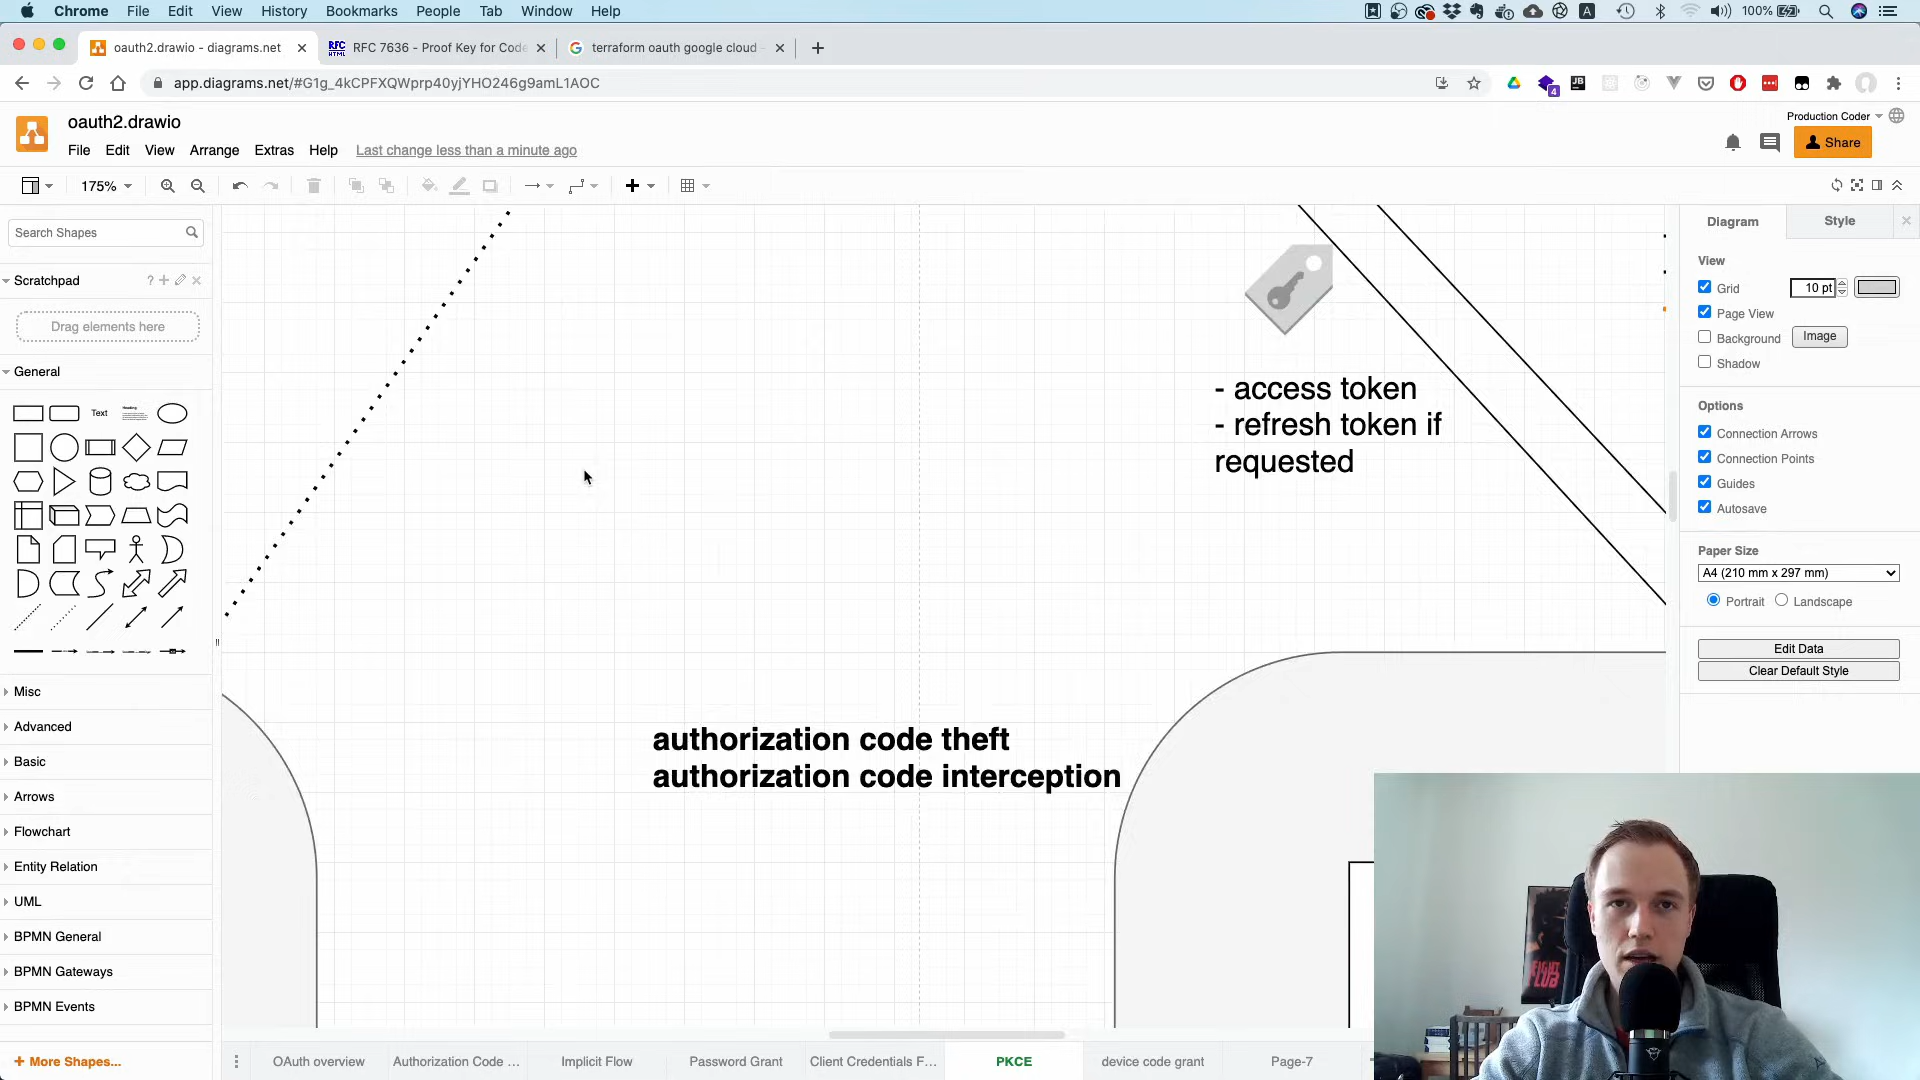 Chrome File Edit View History Bookmarks People Tab Window Help
100%
oauth2.drawio - diagrams.net
RFC 7636 - Proof Key for Code
terraform oauth google cloud -
app.diagrams.net/#G1g_4kCPFXQWprp40yjYHO246g9amL1AOC
oauth2.drawio
Production Coder
File Edit View Arrange Extras Help Last change less than a minute ago
Share
175%
Search Shapes
Scratchpad
Drag elements here
General
Text
Heading
Misc
Advanced
Basic
Arrows
Flowchart
Entity Relation
UML
BPMN General
BPMN Gateways
BPMN Events
+ More Shapes...
- access token
- refresh token if
requested
authorization code theft
authorization code interception
Diagram Style
View
Grid 10 pt
Page View
Background Image
Shadow
Options
Connection Arrows
Connection Points
Guides
Autosave
Paper Size
A4 (210 mm x 297 mm)
Portrait Landscape
Edit Data
Clear Default Style
OAuth overview
Authorization Code ...
Implicit Flow
Password Grant
Client Credentials F...
PKCE
device code grant
Page-7